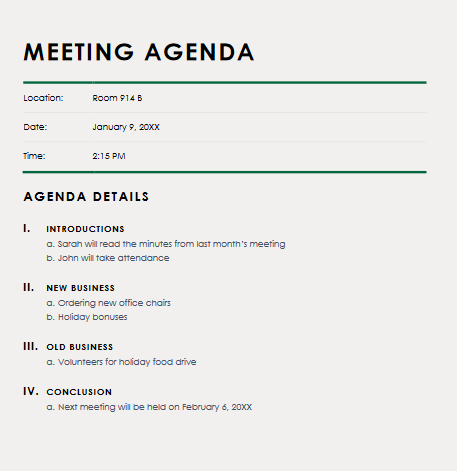 MEETING AGENDA
Location: Room 914 B
Date: January 9, 20XX
Time: 2:15 PM
AGENDA DETAILS
I. INTRODUCTIONS
a. Sarah will read the minutes from last month's meeting
b. John will take attendance
II. NEW BUSINESS
a. Ordering new office chairs
b. Holiday bonuses
III. OLD BUSINESS
a. Volunteers for holiday food drive
IV. CONCLUSION
a. Next meeting will be held on February 6, 20XX